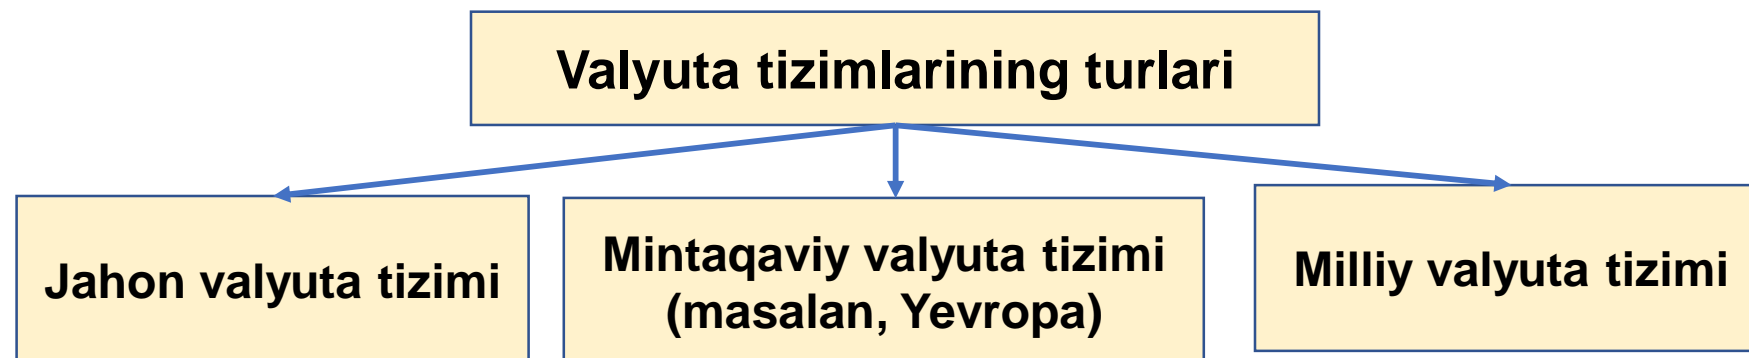 Valyuta tizimlarining turlari
Jahon valyuta tizimi
Mintaqaviy valyuta tizimi
(masalan, Yevropa)
Milliy valyuta tizimi